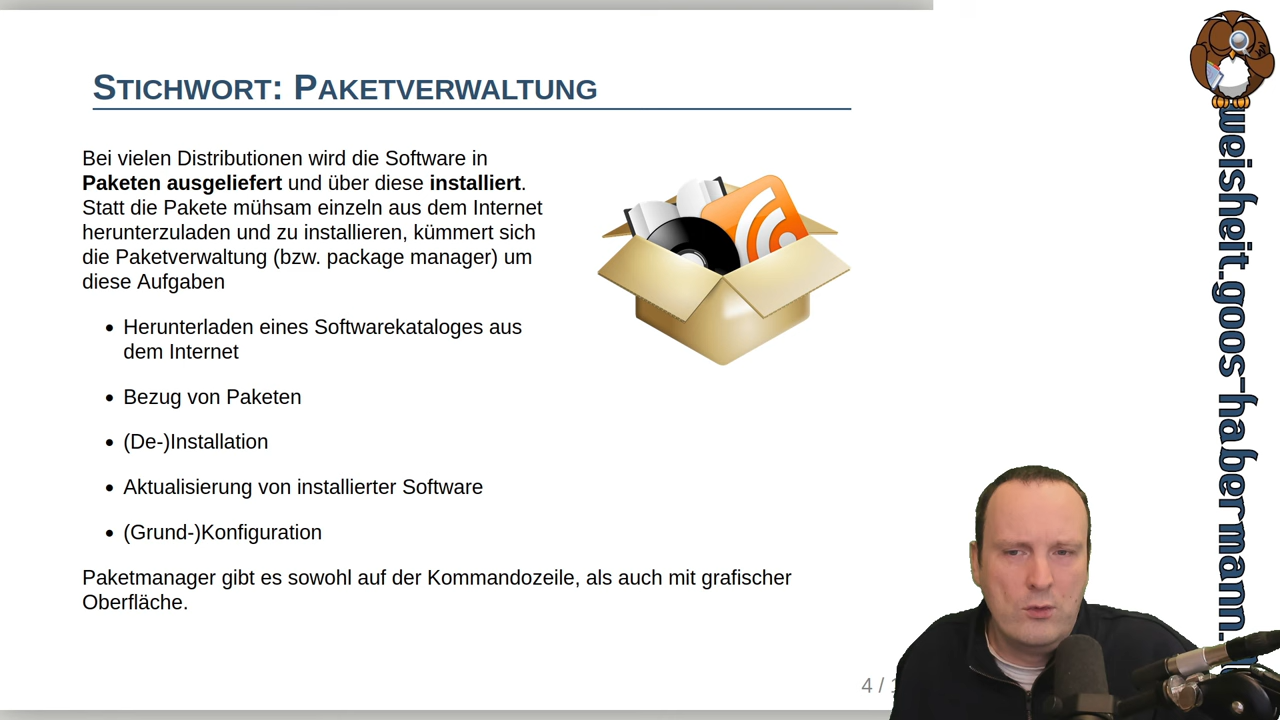 STICHWORT: PAKETVERWALTUNG
Bei vielen Distributionen wird die Software in
Paketen ausgeliefert und über diese installiert.
Statt die Pakete mühsam einzeln aus dem Internet
herunterzuladen und zu installieren, kümmert sich
die Paketverwaltung (bzw. package manager) um
diese Aufgaben
• Herunterladen eines Softwarekataloges aus
dem Internet
• Bezug von Paketen
• (De-)Installation
• Aktualisierung von installierter Software
• (Grund-)Konfiguration
Paketmanager gibt es sowohl auf der Kommandozeile, als auch mit grafischer
Oberfläche.
4 /
weisheit.goos-habermann.